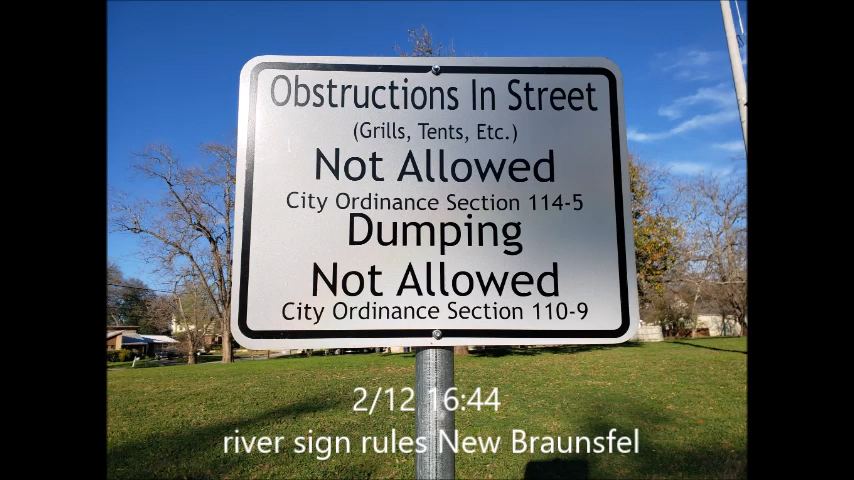 Obstructions In Street
(Grills, Tents, Etc.)
Not Allowed
City Ordinance Section 114-5
Dumping
Not Allowed
City Ordinance Section 110-9
2/12 16:44
river sign rules New Braunsfel